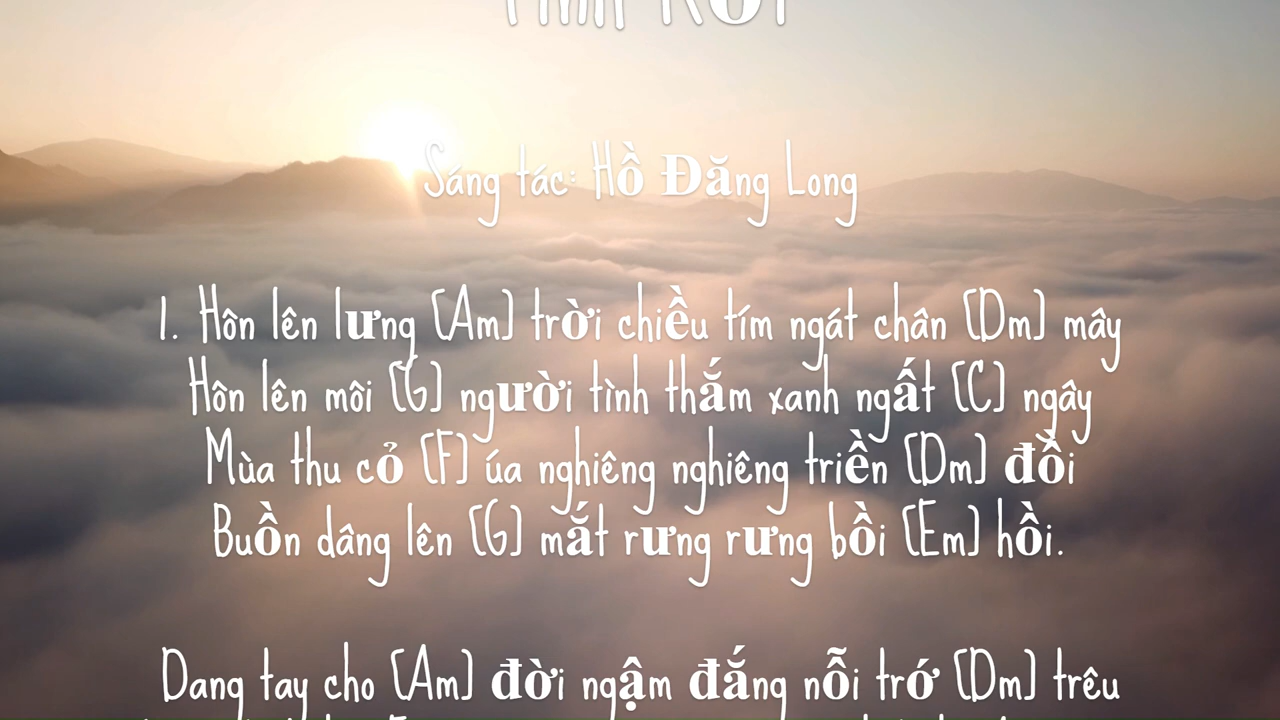 Sáng tác: Hồ Đăng Long
1. Hôn lên lưng [Am] trời chiều tím ngát chân [Dm] mây
Hôn lên môi [G] người tình thắm xanh ngất [C] ngây
Mùa thu cỏ [F] úa nghiêng nghiêng triền [Dm] đồi
Buồn dâng lên [G] mắt rưng rưng bồi [Em] hồi.
Dang tay cho [Am] đời ngậm đắng nỗi trớ [Dm] trêu